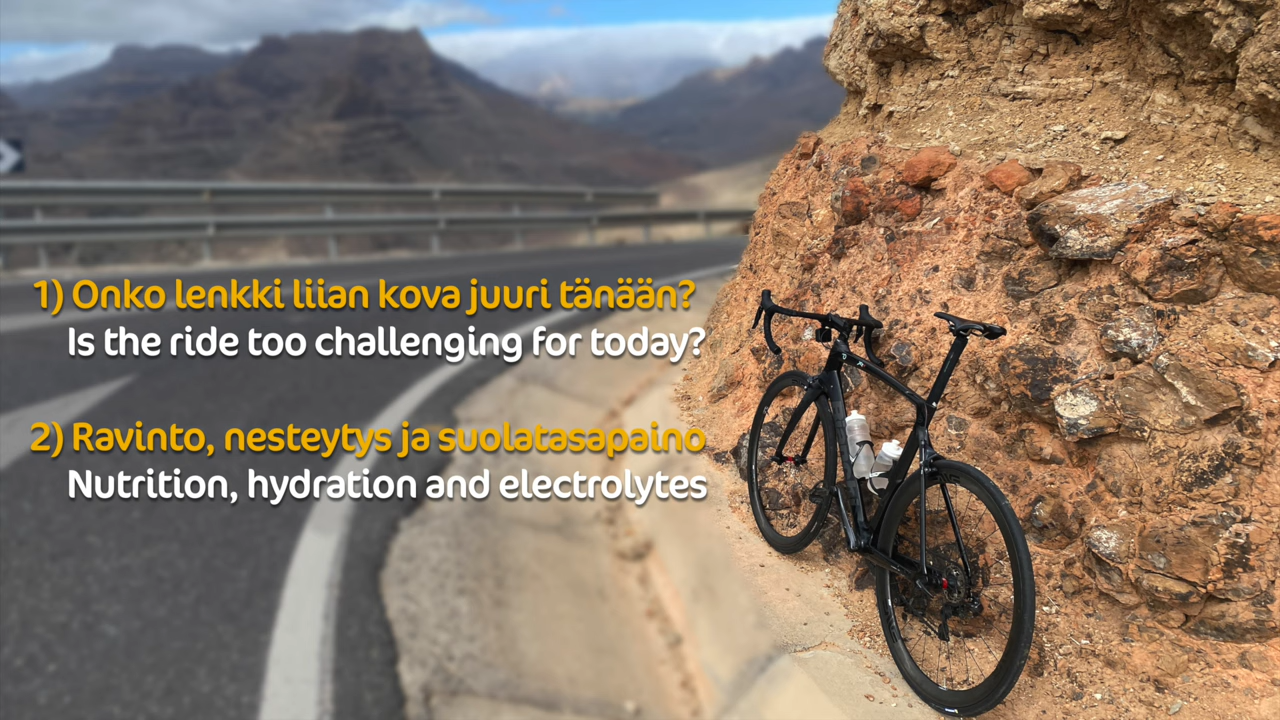 1) Onko lenkki liian kova juuri tänään?
Is the ride too challenging for today?
2) Ravinto, nesteytys ja suolatasapaino
Nutrition, hydration and electrolytes